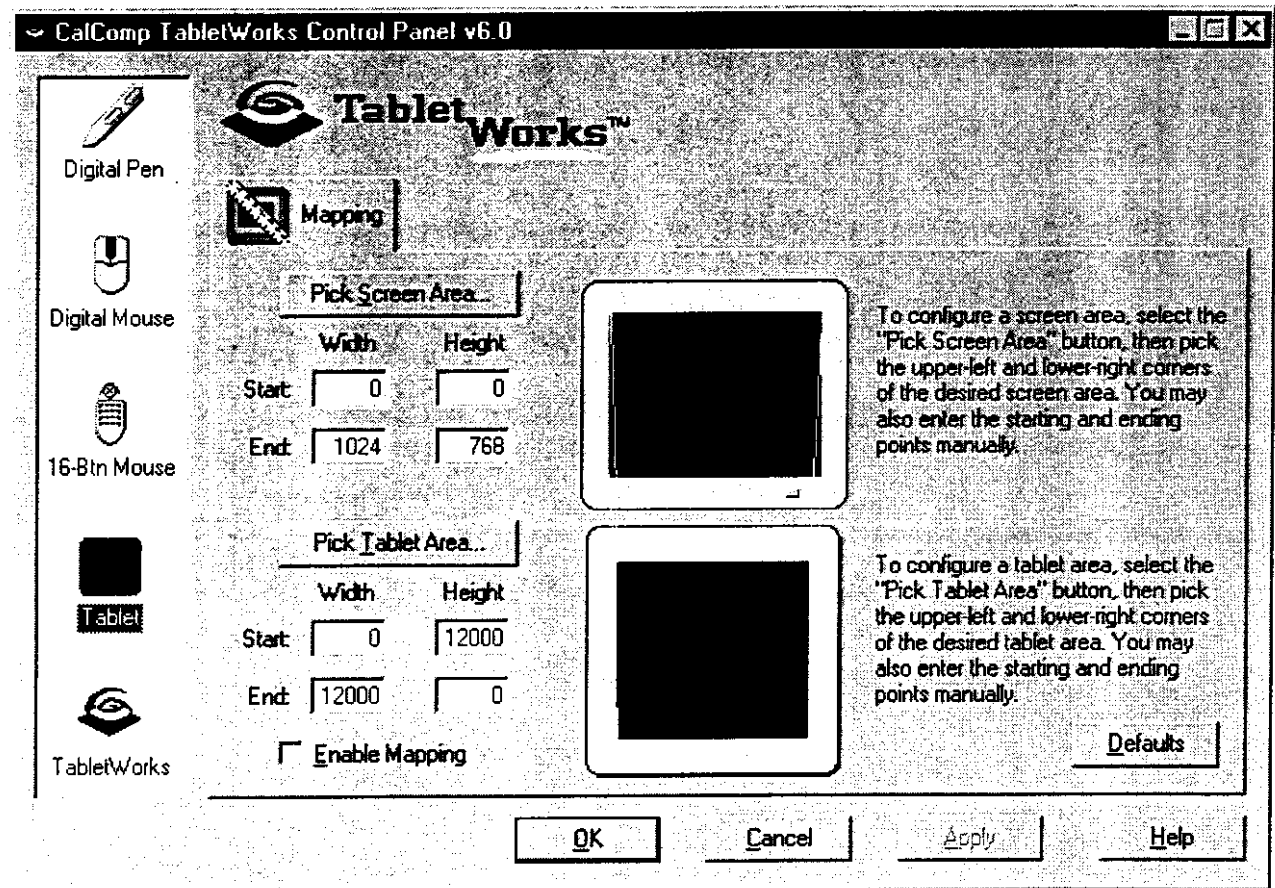 CalComp TabletWorks Control Panel v6.0
Digital Pen
Digital Mouse
16-Btn Mouse
Tablet
TabletWorks
Tablet
Works™
Mapping
Pick Screen Area...
Width Height
Start: 0 0
End: 1024 768
To configure a screen area, select the
"Pick Screen Area" button, then pick
the upper-left and lower-right corners
of the desired screen area. You may
also enter the starting and ending
points manually.
Pick Tablet Area...
Width Height
Start: 0 12000
End: 12000 0
Enable Mapping
To configure a tablet area, select the
"Pick Tablet Area" button, then pick
the upper-left and lower-right corners
of the desired tablet area. You may
also enter the starting and ending
points manually.
Defaults
OK Cancel Apply Help